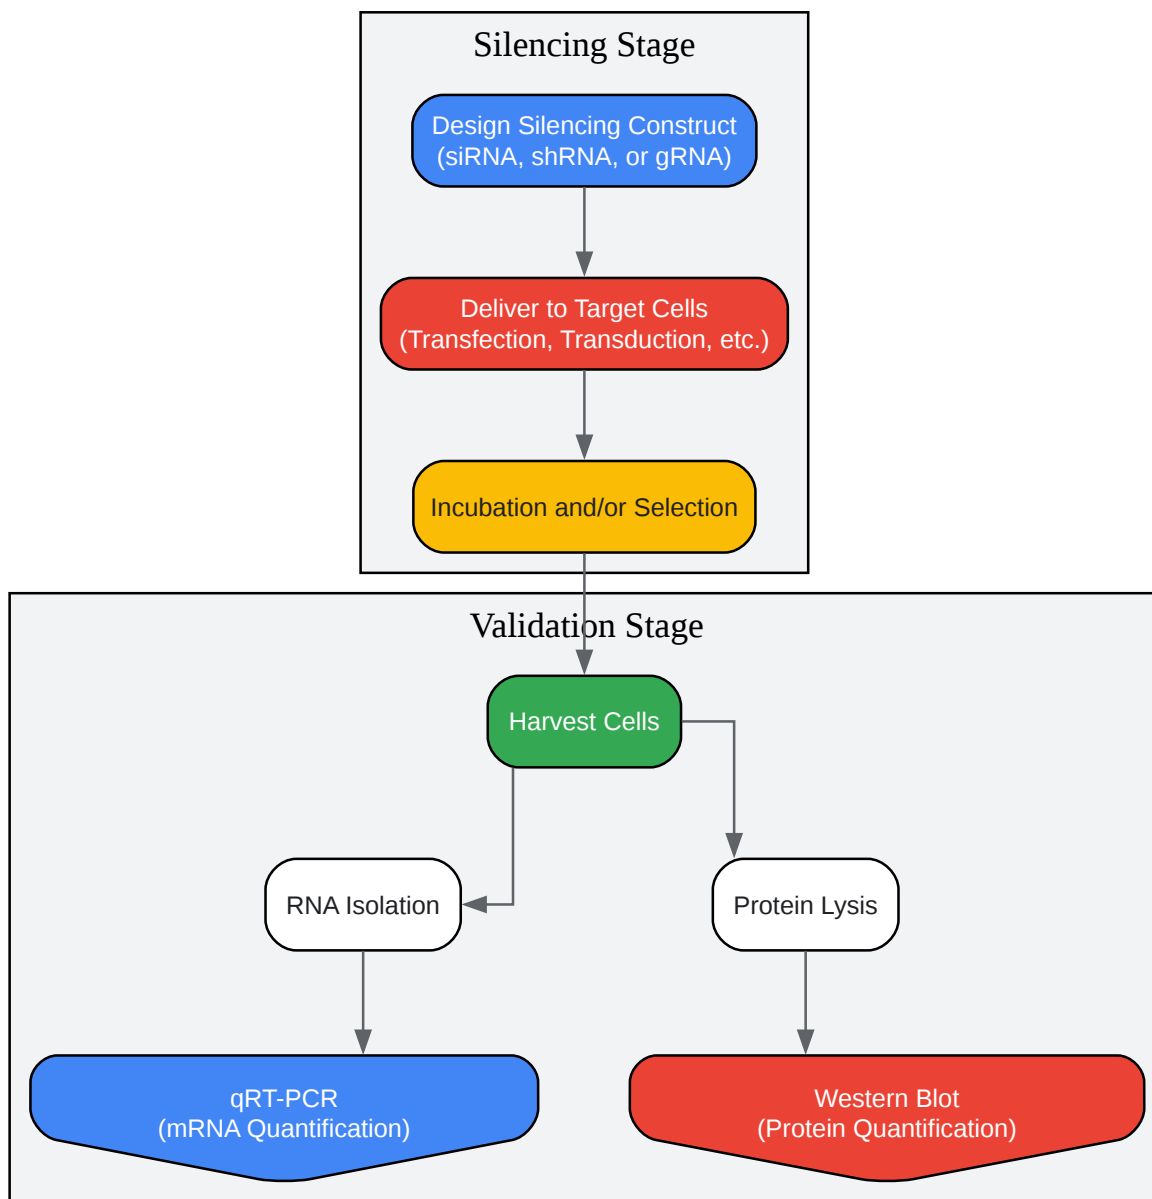 Silencing Stage
Design Silencing Construct
(siRNA, shRNA, or gRNA)
Deliver to Target Cells
(Transfection, Transduction, etc.)
Incubation and/or Selection
Validation Stage
Harvest Cells
RNA Isolation
Protein Lysis
qRT-PCR
(mRNA Quantification)
Western Blot
(Protein Quantification)